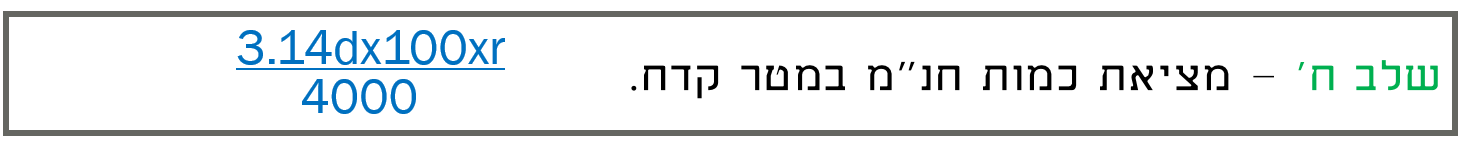 שלב ח' – מציאת כמות חנ"מ במטר קדח.
3.14dx100xr
4000